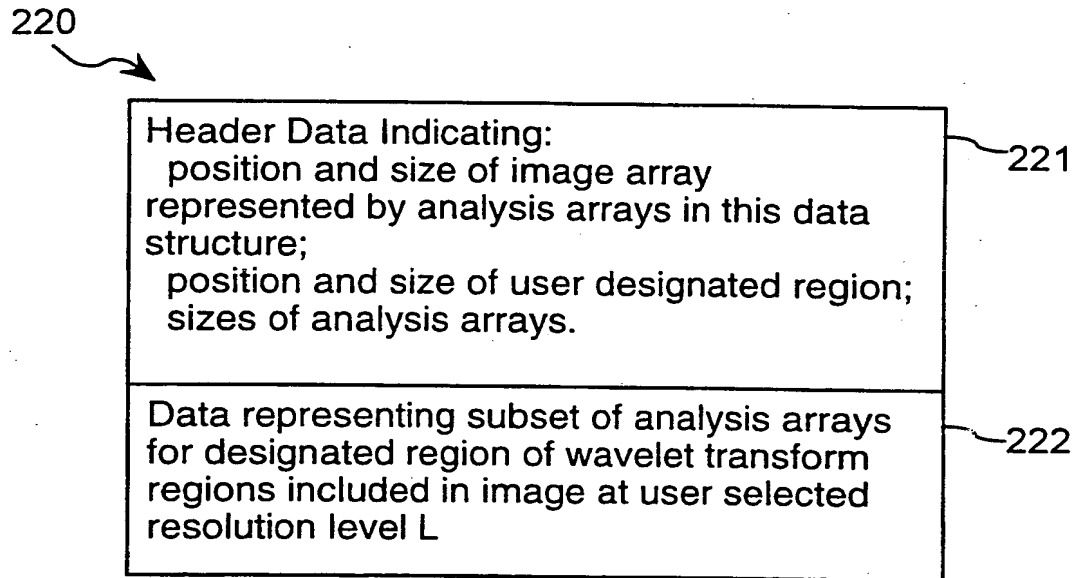 220
Header Data Indicating:
position and size of image array
represented by analysis arrays in this data
structure;
position and size of user designated region;
sizes of analysis arrays.
221
Data representing subset of analysis arrays
for designated region of wavelet transform
regions included in image at user selected
resolution level L
222